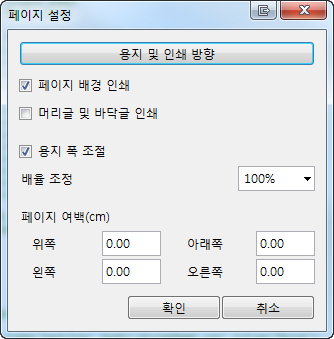 페이지 설정
용지 및 인쇄 방향
페이지 배경 인쇄
머리글 및 바닥글 인쇄
용지 폭 조절
배율 조정 100%
페이지 여백(cm)
위쪽 0.00 아래쪽 0.00
왼쪽 0.00 오른쪽 0.00
확인 취소